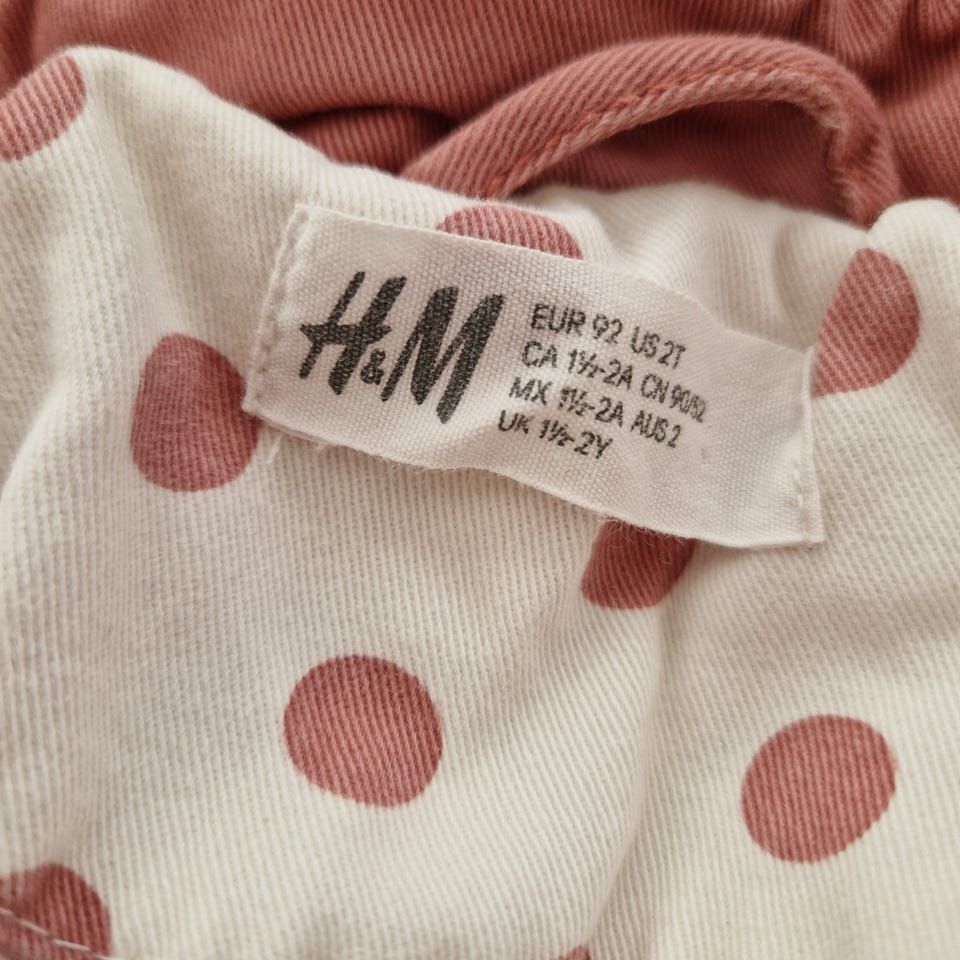 H&M
EUR 92 US 2T
CA 1½-2A CN 90/52
MX 1½-2A AUS 2
UK 1½-2Y